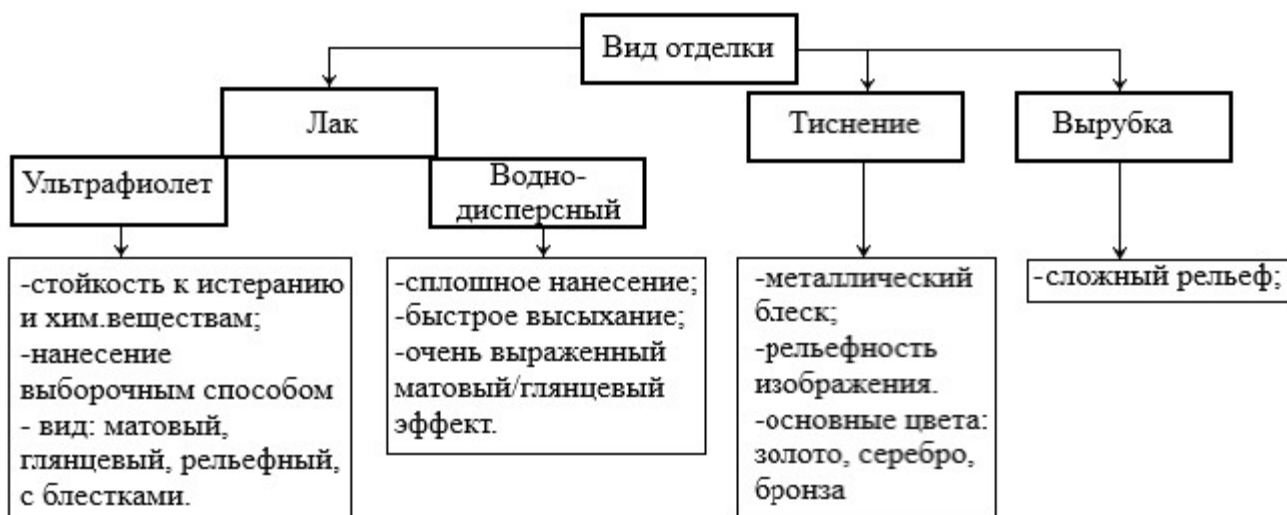 Вид отделки
Лак
Тиснение
Вырубка
Ультрафиолет
Водно-
дисперсный
-стойкость к истеранию
и хим.веществам;
-нанесение
выборочным способом
- вид: матовый,
глянцевый, рельефный,
с блестками.
-сплошное нанесение;
-быстрое высыхание;
-очень выраженный
матовый/глянцевый
эффект.
-металлический
блеск;
-рельефность
изображения.
-основные цвета:
золото, серебро,
бронза
-сложный рельеф;